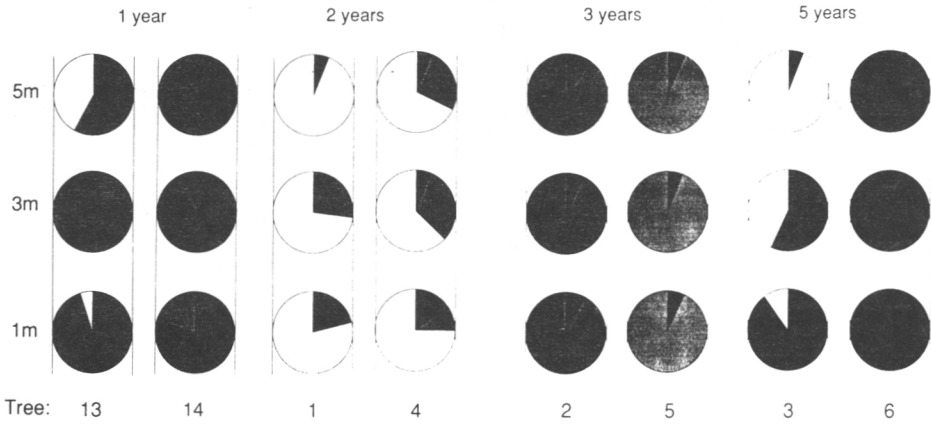 1 year 2 years 3 years 5 years
5m
3m
1m
Tree: 13 14 1 4 2 5 3 6